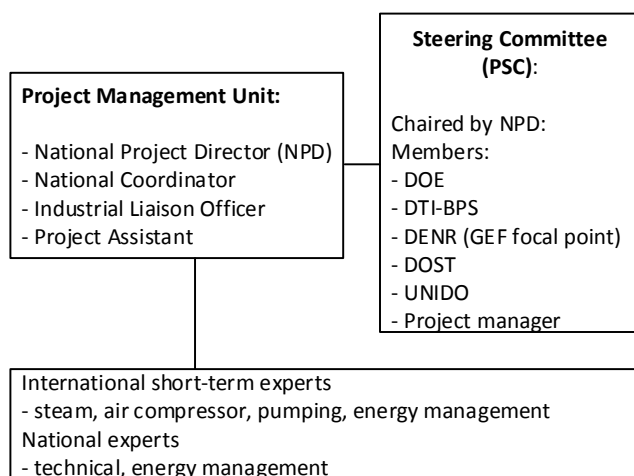 Steering Committee
(PSC):
Chaired by NPD:
Members:
- DOE
- DTI-BPS
- DENR (GEF focal point)
- DOST
- UNIDO
- Project manager
Project Management Unit:
- National Project Director (NPD)
- National Coordinator
- Industrial Liaison Officer
- Project Assistant
International short-term experts
- steam, air compressor, pumping, energy management
National experts
- technical, energy management